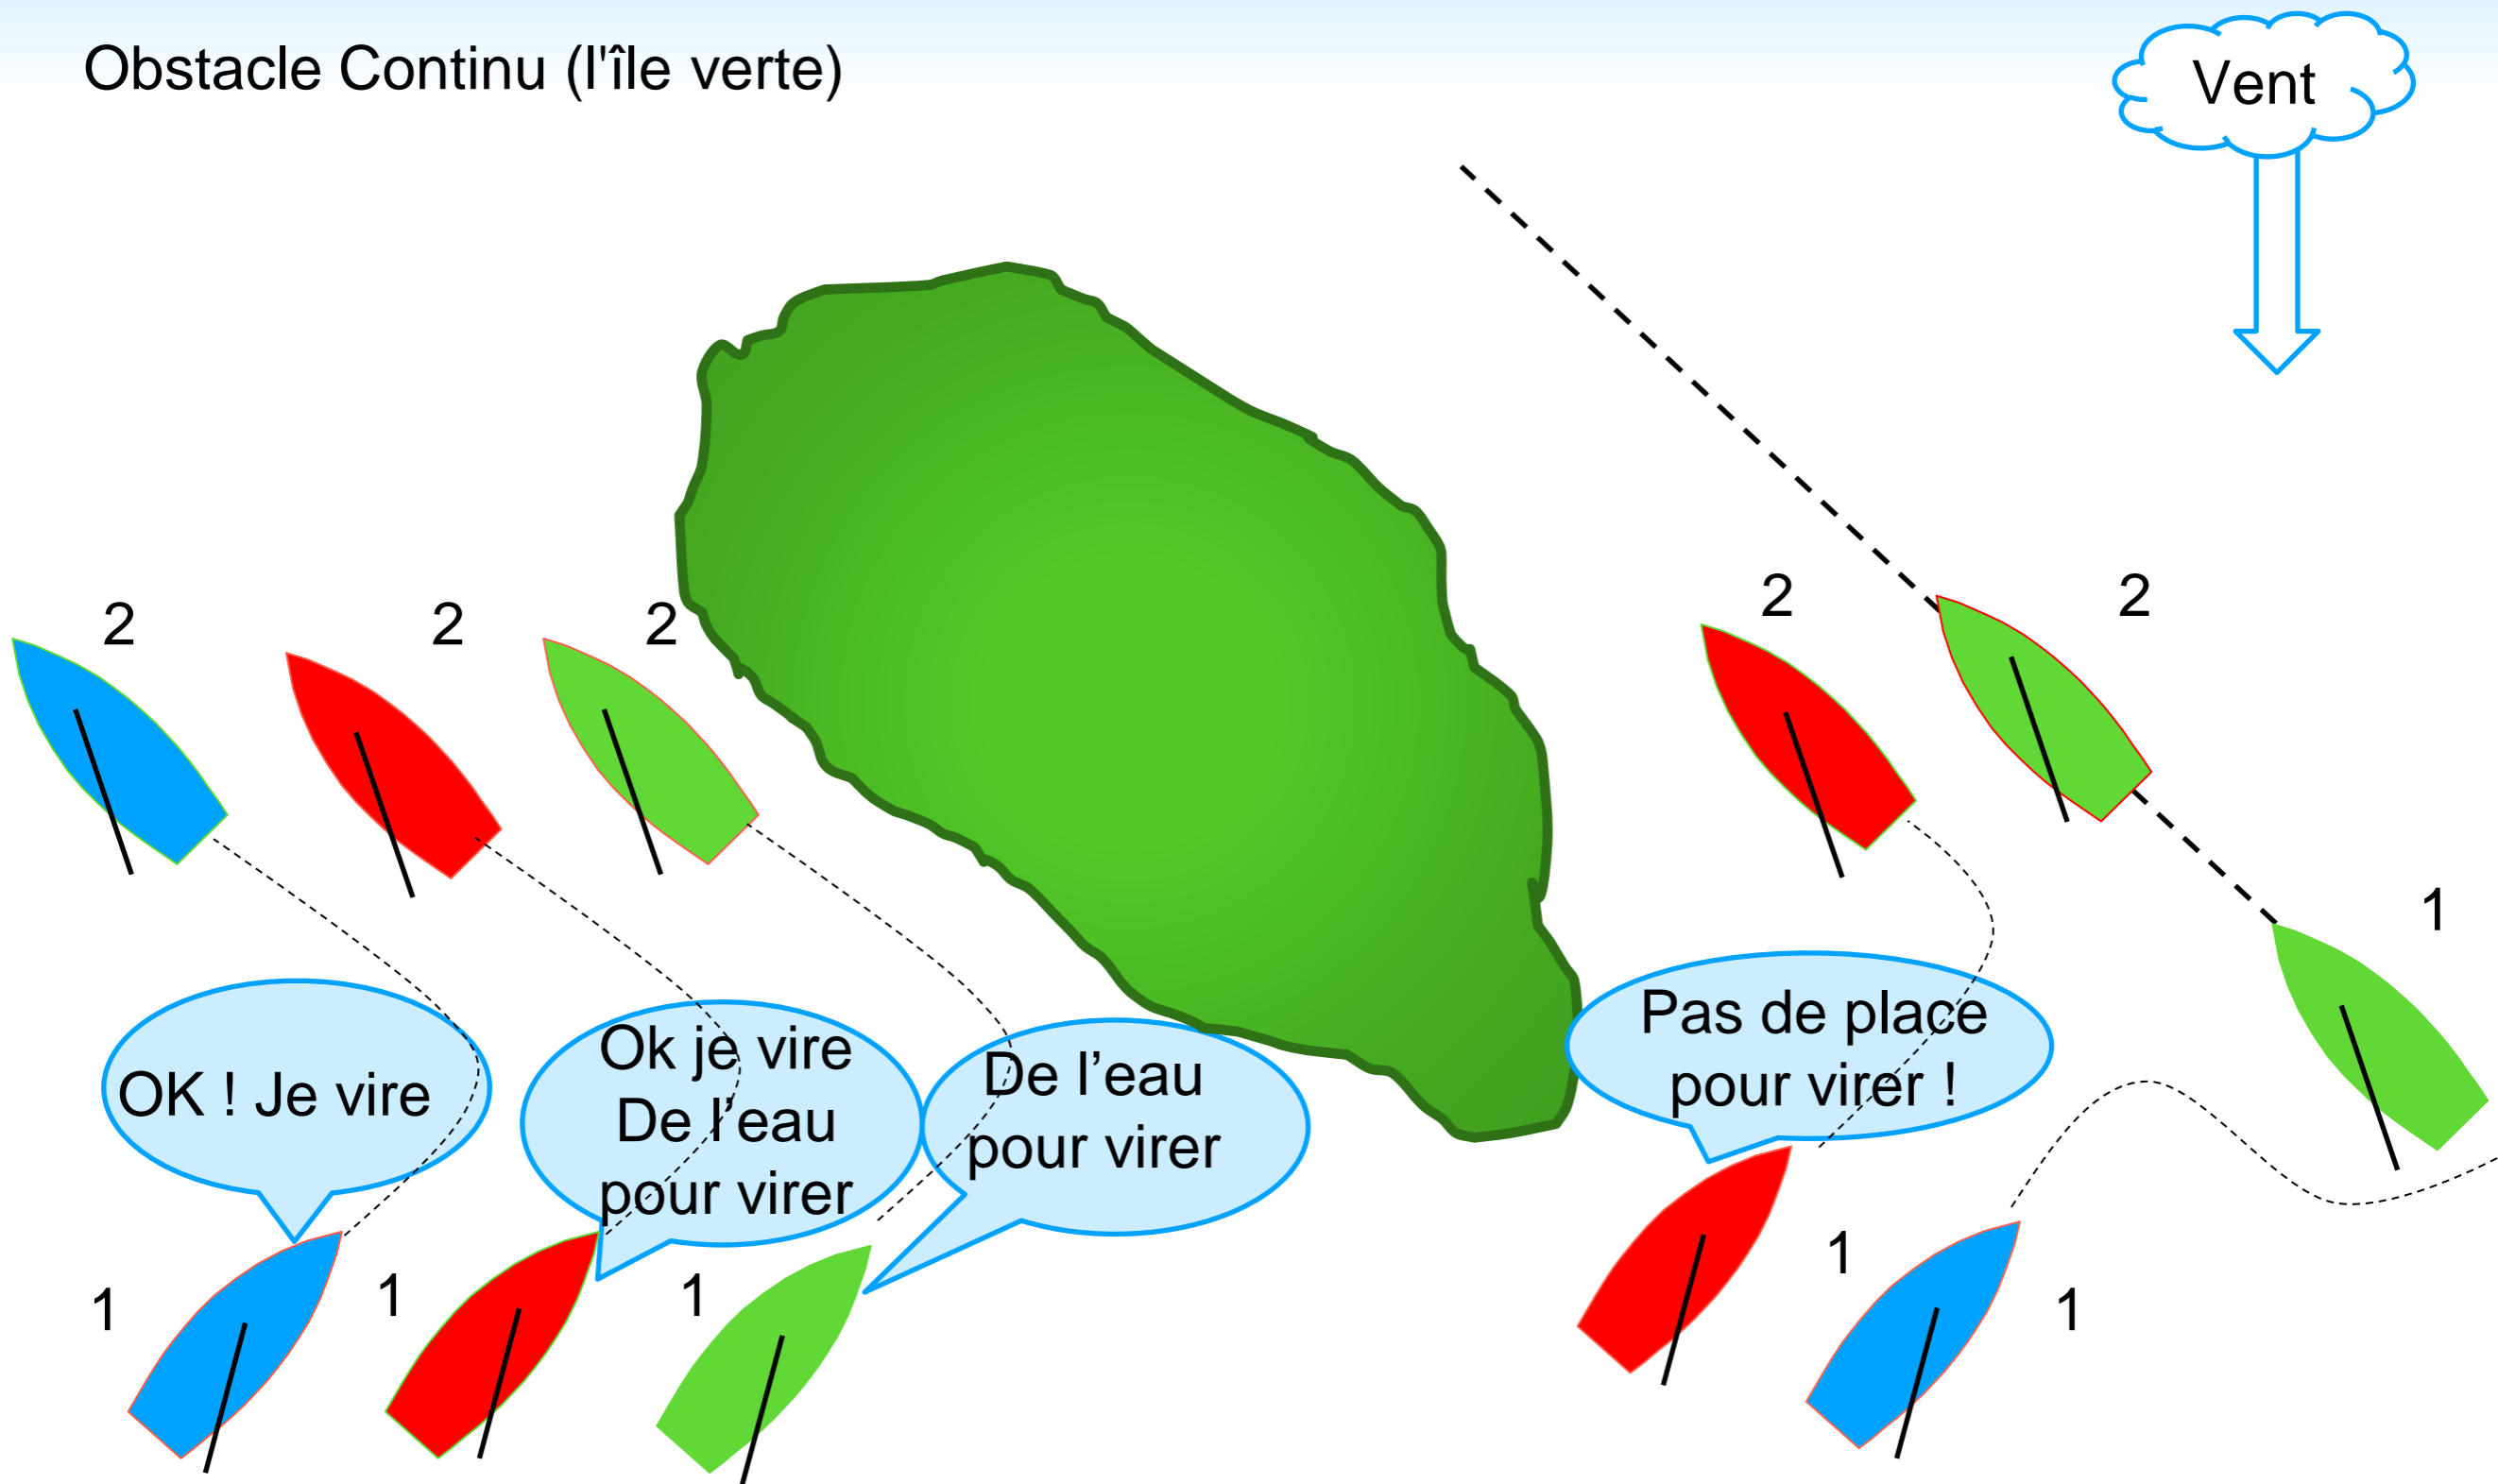 Obstacle Continu (l'île verte)
Vent
2
2
2
2
2
1
OK ! Je vire
Ok je vire
De l’eau
pour virer
De l’eau
pour virer
Pas de place
pour virer !
1
1
1
1
1